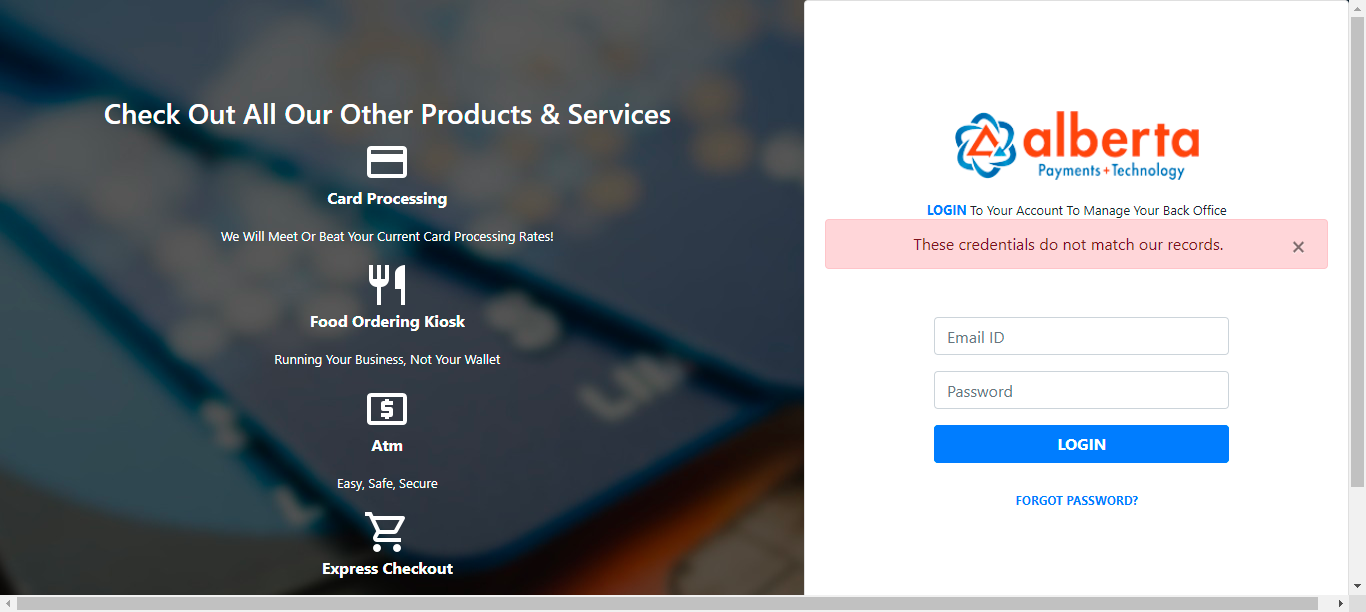 Check Out All Our Other Products & Services
Card Processing
We Will Meet Or Beat Your Current Card Processing Rates!
Food Ordering Kiosk
Running Your Business, Not Your Wallet
Atm
Easy, Safe, Secure
Express Checkout
alberta
Payments+Technology
LOGIN To Your Account To Manage Your Back Office
These credentials do not match our records. ×
Email ID
Password
LOGIN
FORGOT PASSWORD?